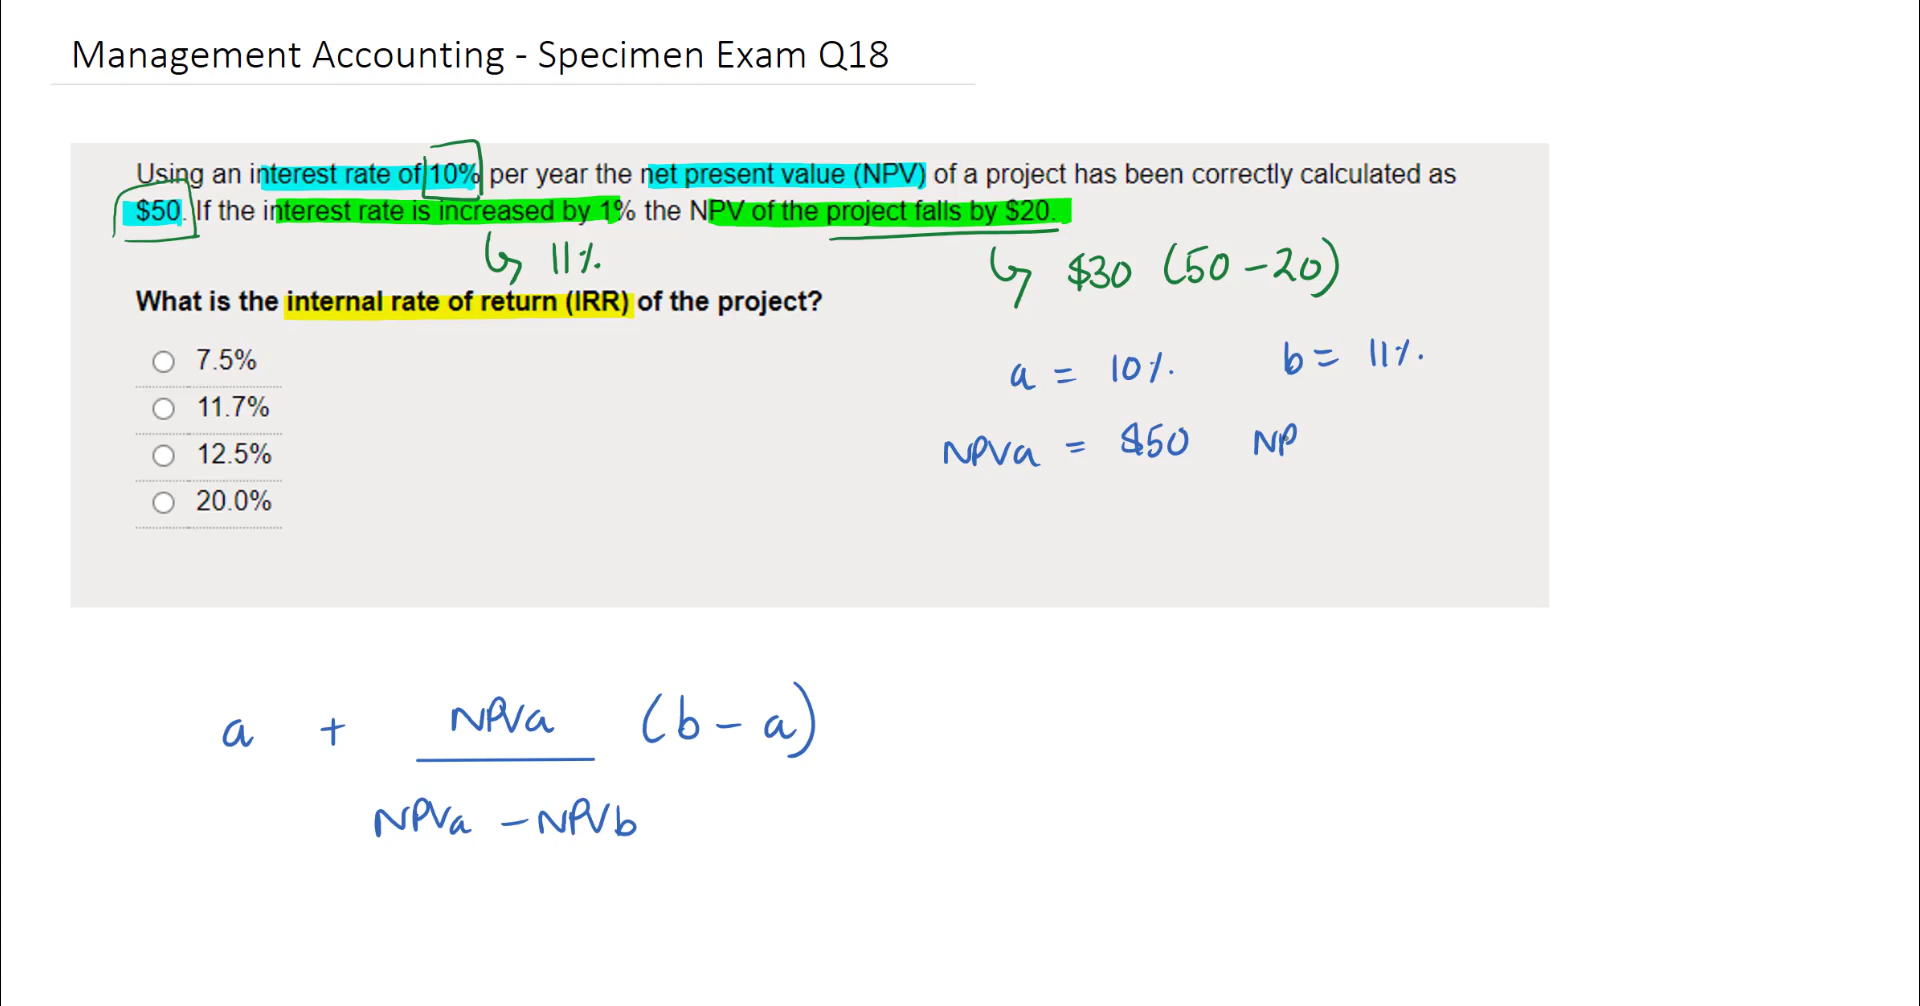 Management Accounting - Specimen Exam Q18
Using an interest rate of 10% per year the net present value (NPV) of a project has been correctly calculated as
$50. If the interest rate is increased by 1% the NPV of the project falls by $20.
11%
$30 (50 - 20)
What is the internal rate of return (IRR) of the project?
7.5%
11.7%
12.5%
20.0%
a = 10% b = 11%
NPVa = $50 NP
a + NPVa (b - a)
NPVa - NPVb